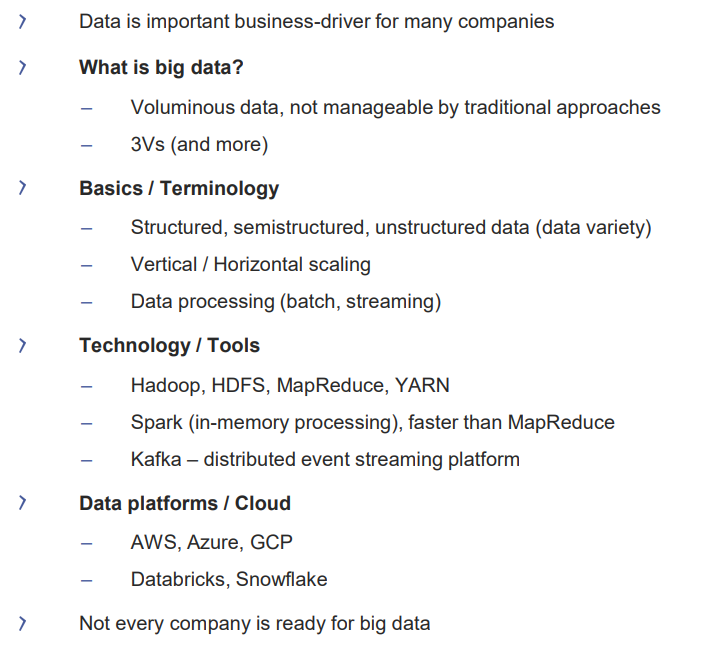 Data is important business-driver for many companies
What is big data?
– Voluminous data, not manageable by traditional approaches
– 3Vs (and more)
Basics / Terminology
– Structured, semistructured, unstructured data (data variety)
– Vertical / Horizontal scaling
– Data processing (batch, streaming)
Technology / Tools
– Hadoop, HDFS, MapReduce, YARN
– Spark (in-memory processing), faster than MapReduce
– Kafka – distributed event streaming platform
Data platforms / Cloud
– AWS, Azure, GCP
– Databricks, Snowflake
Not every company is ready for big data